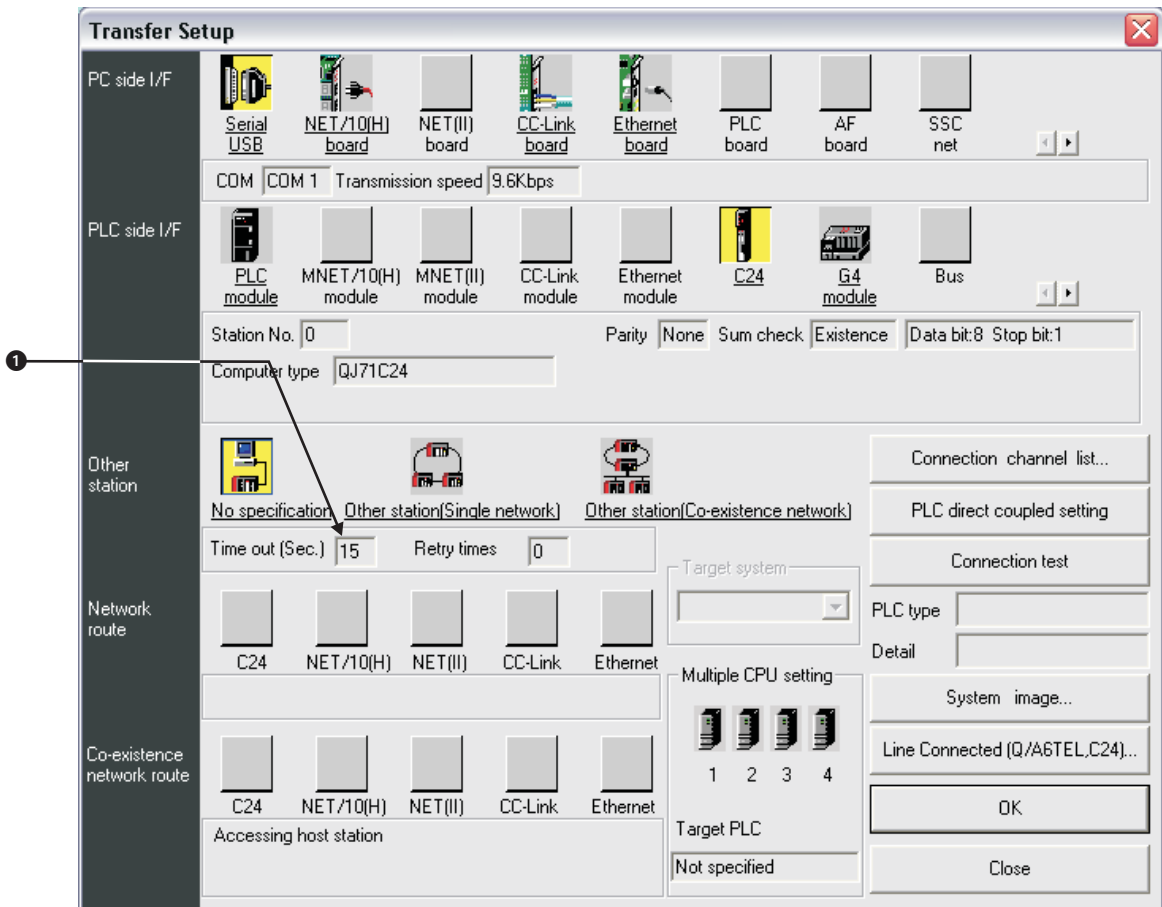 Transfer Setup
PC side I/F
Serial USB
NET/10(H) board
NET(II) board
CC-Link board
Ethernet board
PLC board
AF board
SSC net
COM COM 1 Transmission speed 9.6Kbps
PLC side I/F
PLC module
MNET/10(H) module
MNET(II) module
CC-Link module
Ethernet module
C24
G4 module
Bus
Station No. 0 Parity None Sum check Existence Data bit:8 Stop bit:1
❶
Computer type QJ71C24
Other station
No specification
Other station(Single network)
Other station(Co-existence network)
Time out (Sec.) 15 Retry times 0
Connection channel list...
PLC direct coupled setting
Connection test
PLC type
Detail
System image...
Line Connected (Q/A6TEL,C24)...
OK
Close
Target system
Network route
C24 NET/10(H) NET(II) CC-Link Ethernet
Multiple CPU setting
1 2 3 4
Target PLC
Not specified
Co-existence network route
C24 NET/10(H) NET(II) CC-Link Ethernet
Accessing host station